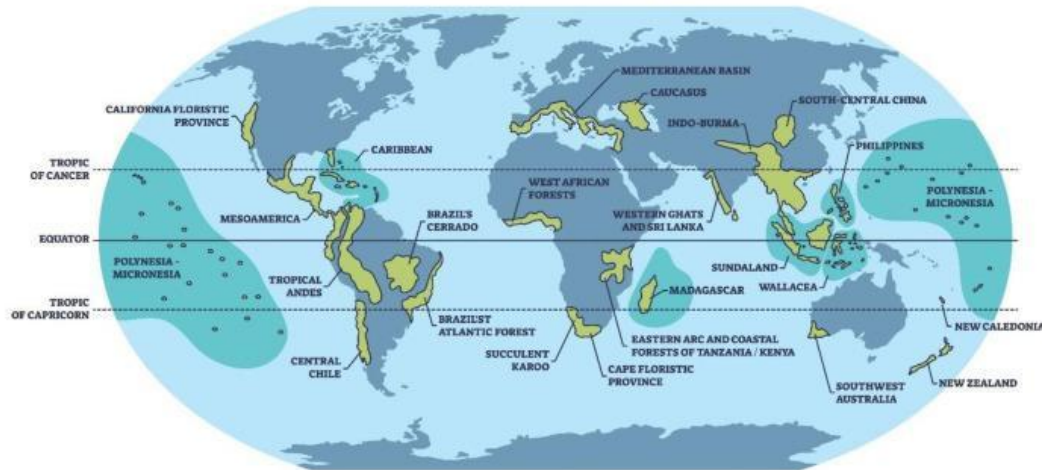 MEDITERRANEAN BASIN
CAUCASUS
CALIFORNIA FLORISTIC
PROVINCE
SOUTH-CENTRAL CHINA
INDO-BURMA
CARIBBEAN
PHILIPPINES
TROPIC
OF CANCER
WEST AFRICAN
FORESTS
POLYNESIA -
MICRONESIA
MESOAMERICA
BRAZIL'S
CERRADO
WESTERN GHATS
AND SRI LANKA
EQUATOR
POLYNESIA -
MICRONESIA
TROPICAL
ANDES
SUNDALAND
WALLACEA
MADAGASCAR
TROPIC
OF CAPRICORN
BRAZIL'ST
ATLANTIC FOREST
NEW CALEDONIA
EASTERN ARC AND COASTAL
FORESTS OF TANZANIA / KENYA
CENTRAL
CHILE
SUCCULENT
KAROO
CAPE FLORISTIC
PROVINCE
SOUTHWEST
AUSTRALIA
NEW ZEALAND